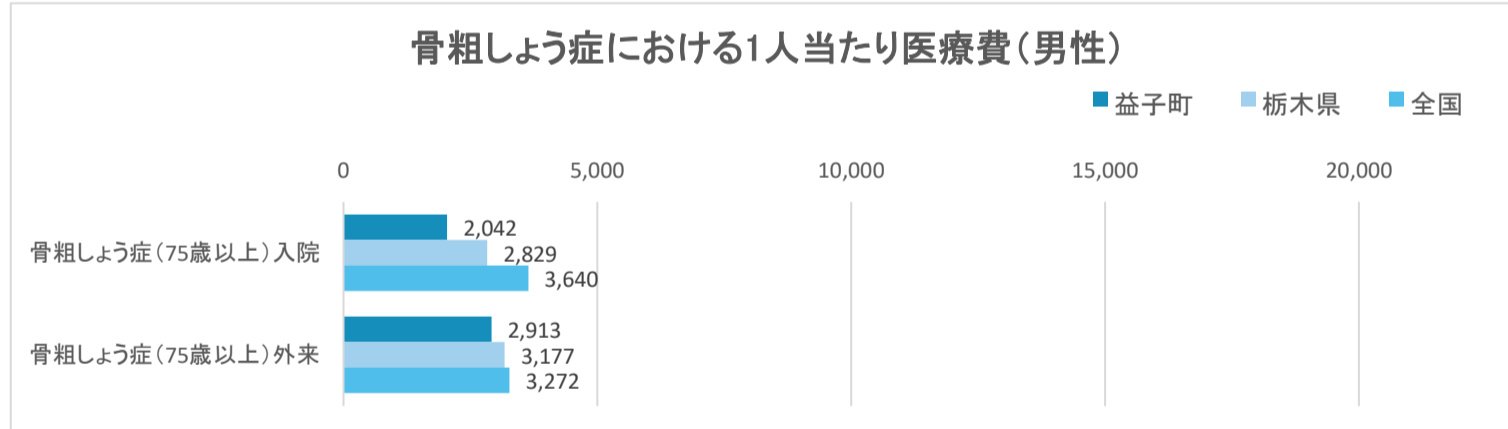 骨粗しょう症における1人当たり医療費（男性）
益子町 栃木県 全国
0 5,000 10,000 15,000 20,000
骨粗しょう症（75歳以上）入院
2,042
2,829
3,640
骨粗しょう症（75歳以上）外来
2,913
3,177
3,272